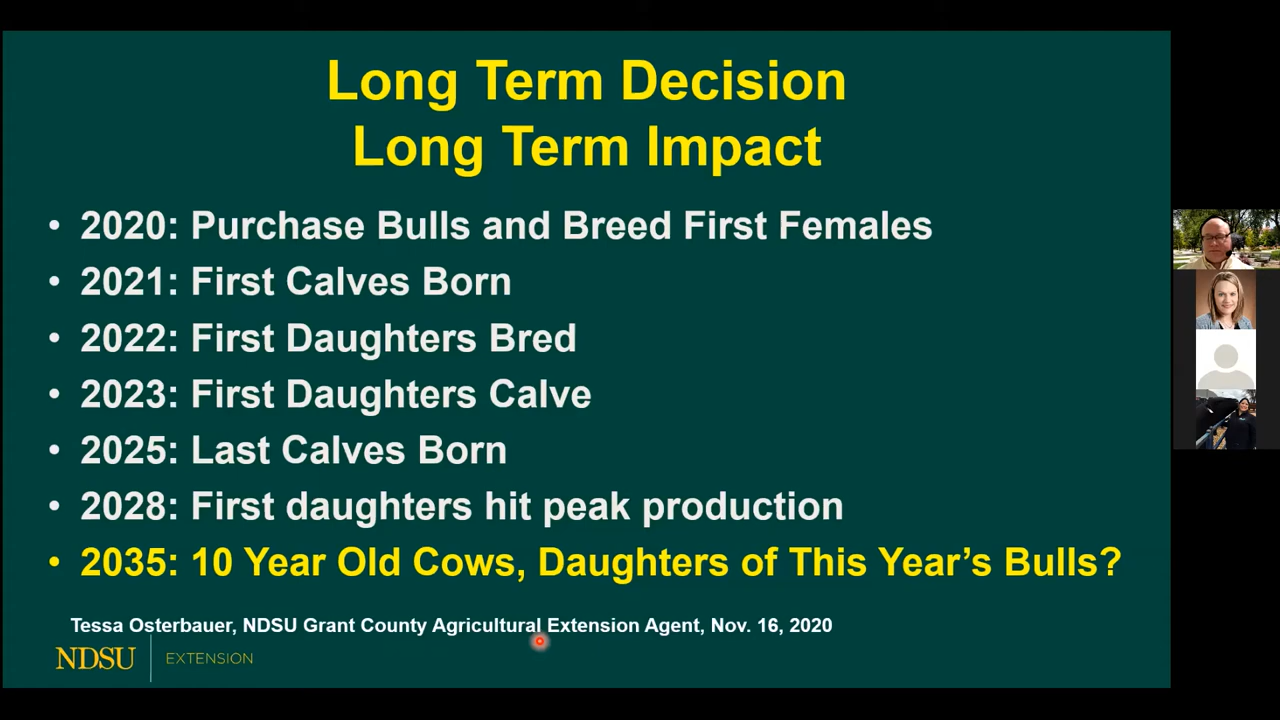 Long Term Decision
Long Term Impact
• 2020: Purchase Bulls and Breed First Females
• 2021: First Calves Born
• 2022: First Daughters Bred
• 2023: First Daughters Calve
• 2025: Last Calves Born
• 2028: First daughters hit peak production
• 2035: 10 Year Old Cows, Daughters of This Year’s Bulls?
Tessa Osterbauer, NDSU Grant County Agricultural Extension Agent, Nov. 16, 2020
NDSU EXTENSION